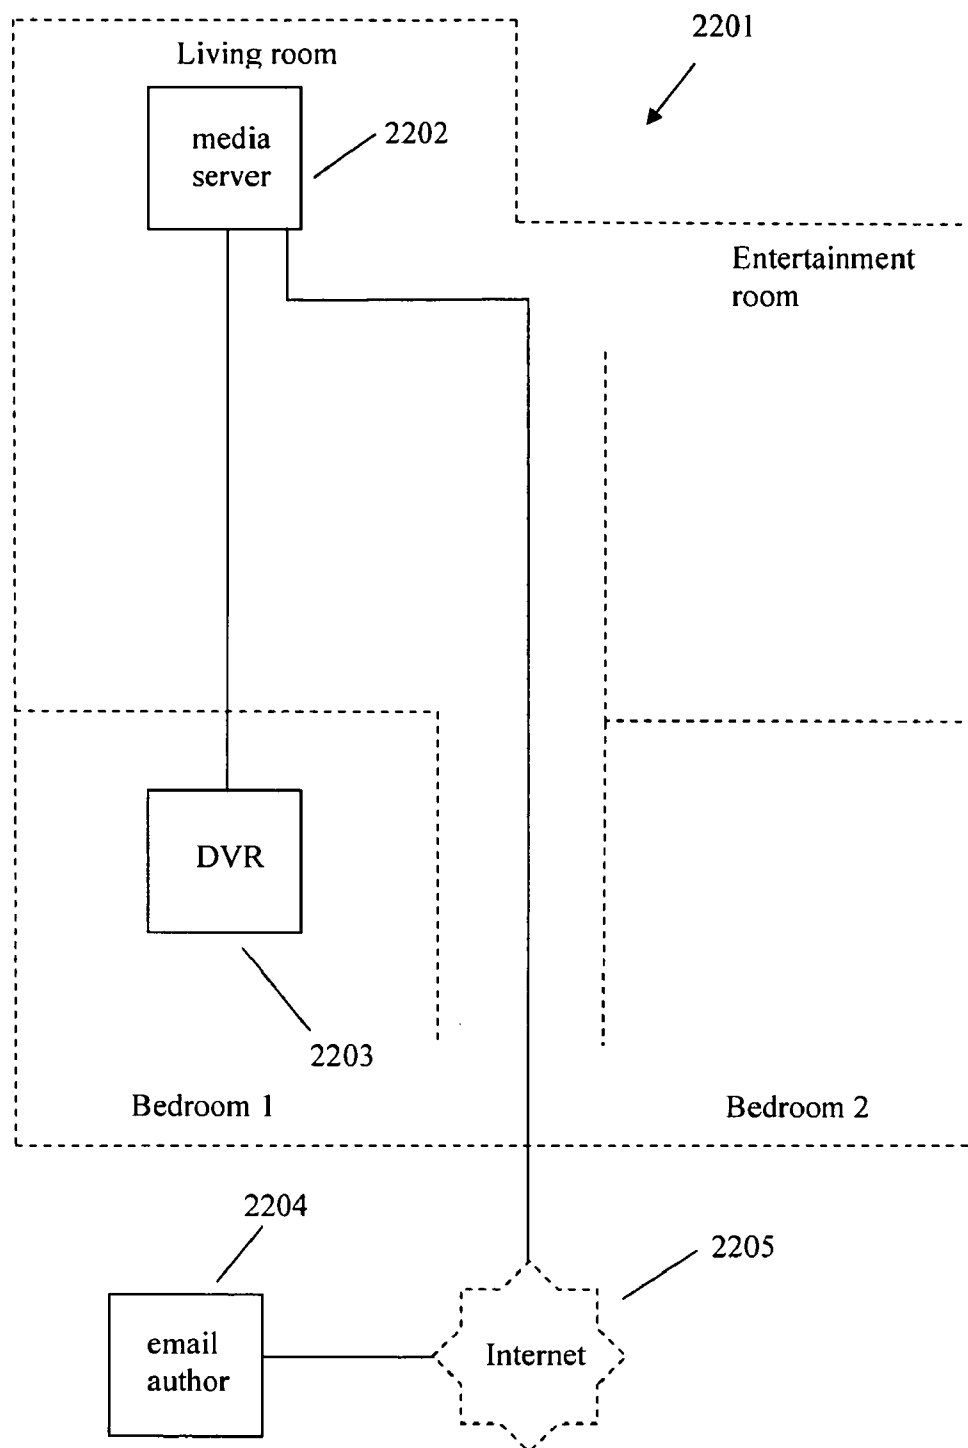 2201
Living room
media
server
2202
Entertainment
room
DVR
2203
Bedroom 1
Bedroom 2
2204
2205
email
author
Internet